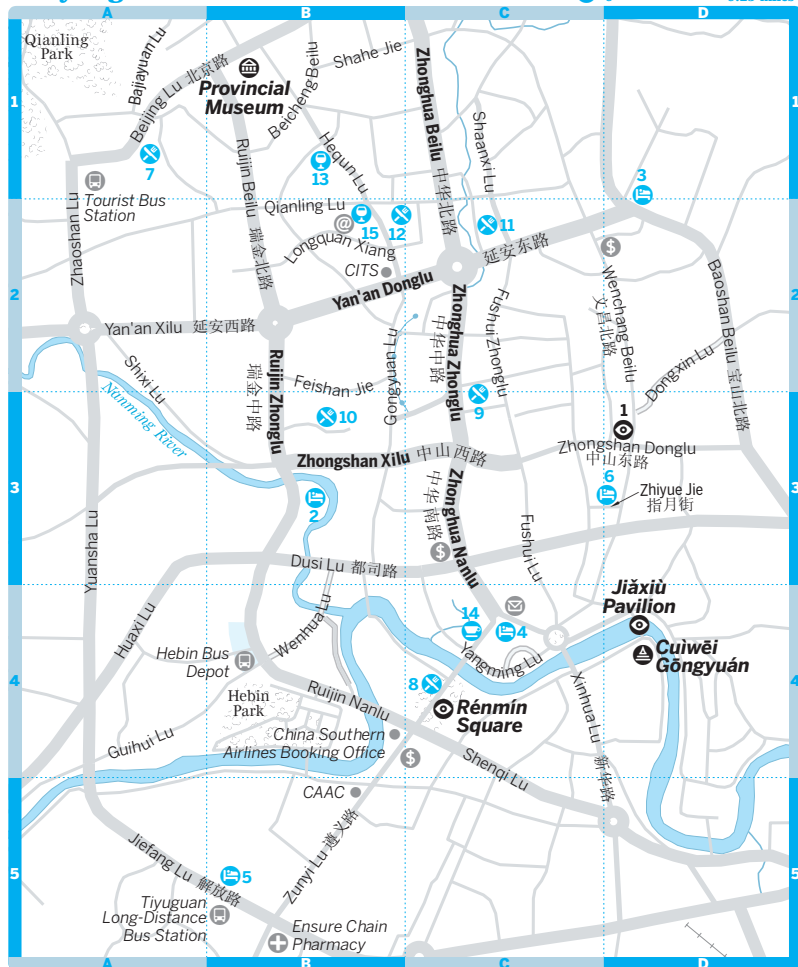 A
B
C
D
Qianling
Park
Bajiayuan Lu
Beijing Lu 北京路
Provincial
Museum
Beicheng Beijnl
Shahe Jie
Zhonghua Beilu 中华北路
Shaanxi Lu
1
1
7
Tourist Bus
Station
Ruijin Beilu 瑞金北路
Hequn Lu
13
3
Qianling Lu
@
15
12
11
Longquan Xiang
CITS
延安东路
$
Zhaoshan Lu
2
2
Yan'an Xilu 延安西路
Yan'an Donglu
Zhonghua Zhonglu
中华中路
Fushui Zhonglu
Wenchang Beilu
文昌北路
Baoshan Beilu 宝山北路
Dongxin Lu
Shixi Lu
Nanming River
Ruijin Zhonglu
瑞金中路
Feishan Jie
Gongyuan Lu
10
9
1
Zhongshan Xilu 中山西路
Zhongshan Donglu
中山东路
3
3
2
6
Zhiyue Jie
指月街
Zhonghua Nanlu
中华南路
$
Fushui Lu
Yuansha Lu
Dusi Lu 都司路
Jiǎxiù
Pavilion
Huaxi Lu
Wenhua Lu
14
4
Yangming Lu
Cuìwēi
Gōngyuán
Hebin Bus
Depot
4
4
Hebin
Park
8
Rénmín
Square
Ruijin Nanlu
Xinhua Lu 新华路
China Southern
Airlines Booking Office
$
Guihui Lu
Shenqi Lu
CAAC
Zunyi Lu 遵义路
Jiefang Lu 解放路
5
5
5
Tiyuguan
Long-Distance
Bus Station
Ensure Chain
Pharmacy
A
B
C
D